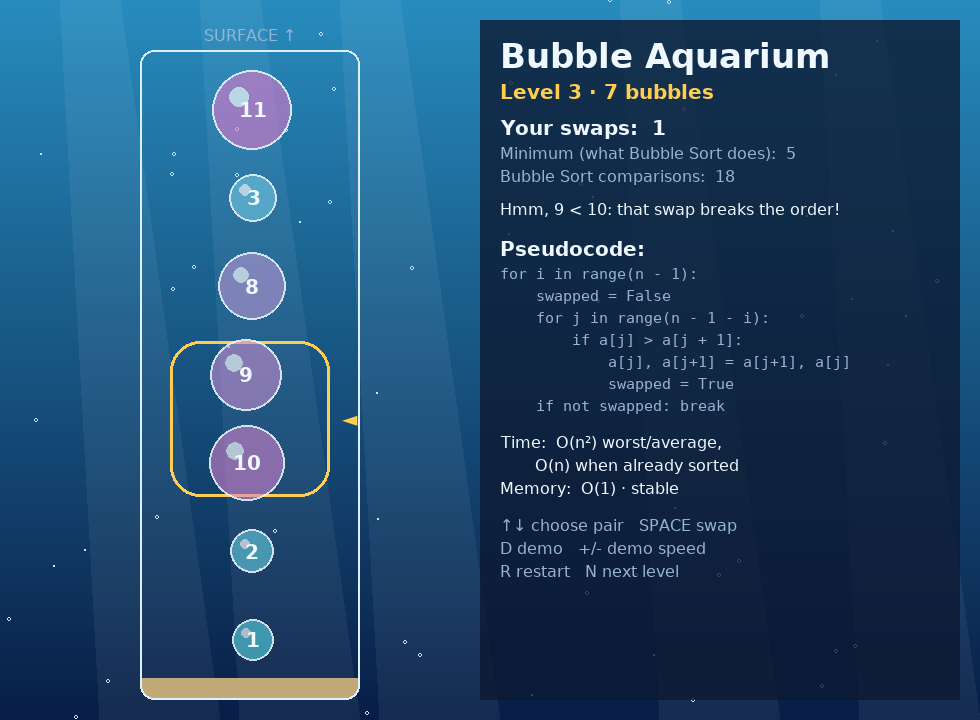 SURFACE ↑
11
3
8
9
10
2
1
Bubble Aquarium
Level 3 · 7 bubbles
Your swaps:  1
Minimum (what Bubble Sort does):  5
Bubble Sort comparisons:  18
Hmm, 9 < 10: that swap breaks the order!
Pseudocode:
for i in range(n - 1):
    swapped = False
    for j in range(n - 1 - i):
        if a[j] > a[j + 1]:
            a[j], a[j+1] = a[j+1], a[j]
            swapped = True
    if not swapped: break
Time:  O(n²) worst/average,
O(n) when already sorted
Memory:  O(1) · stable
↑↓ choose pair   SPACE swap
D demo   +/- demo speed
R restart   N next level